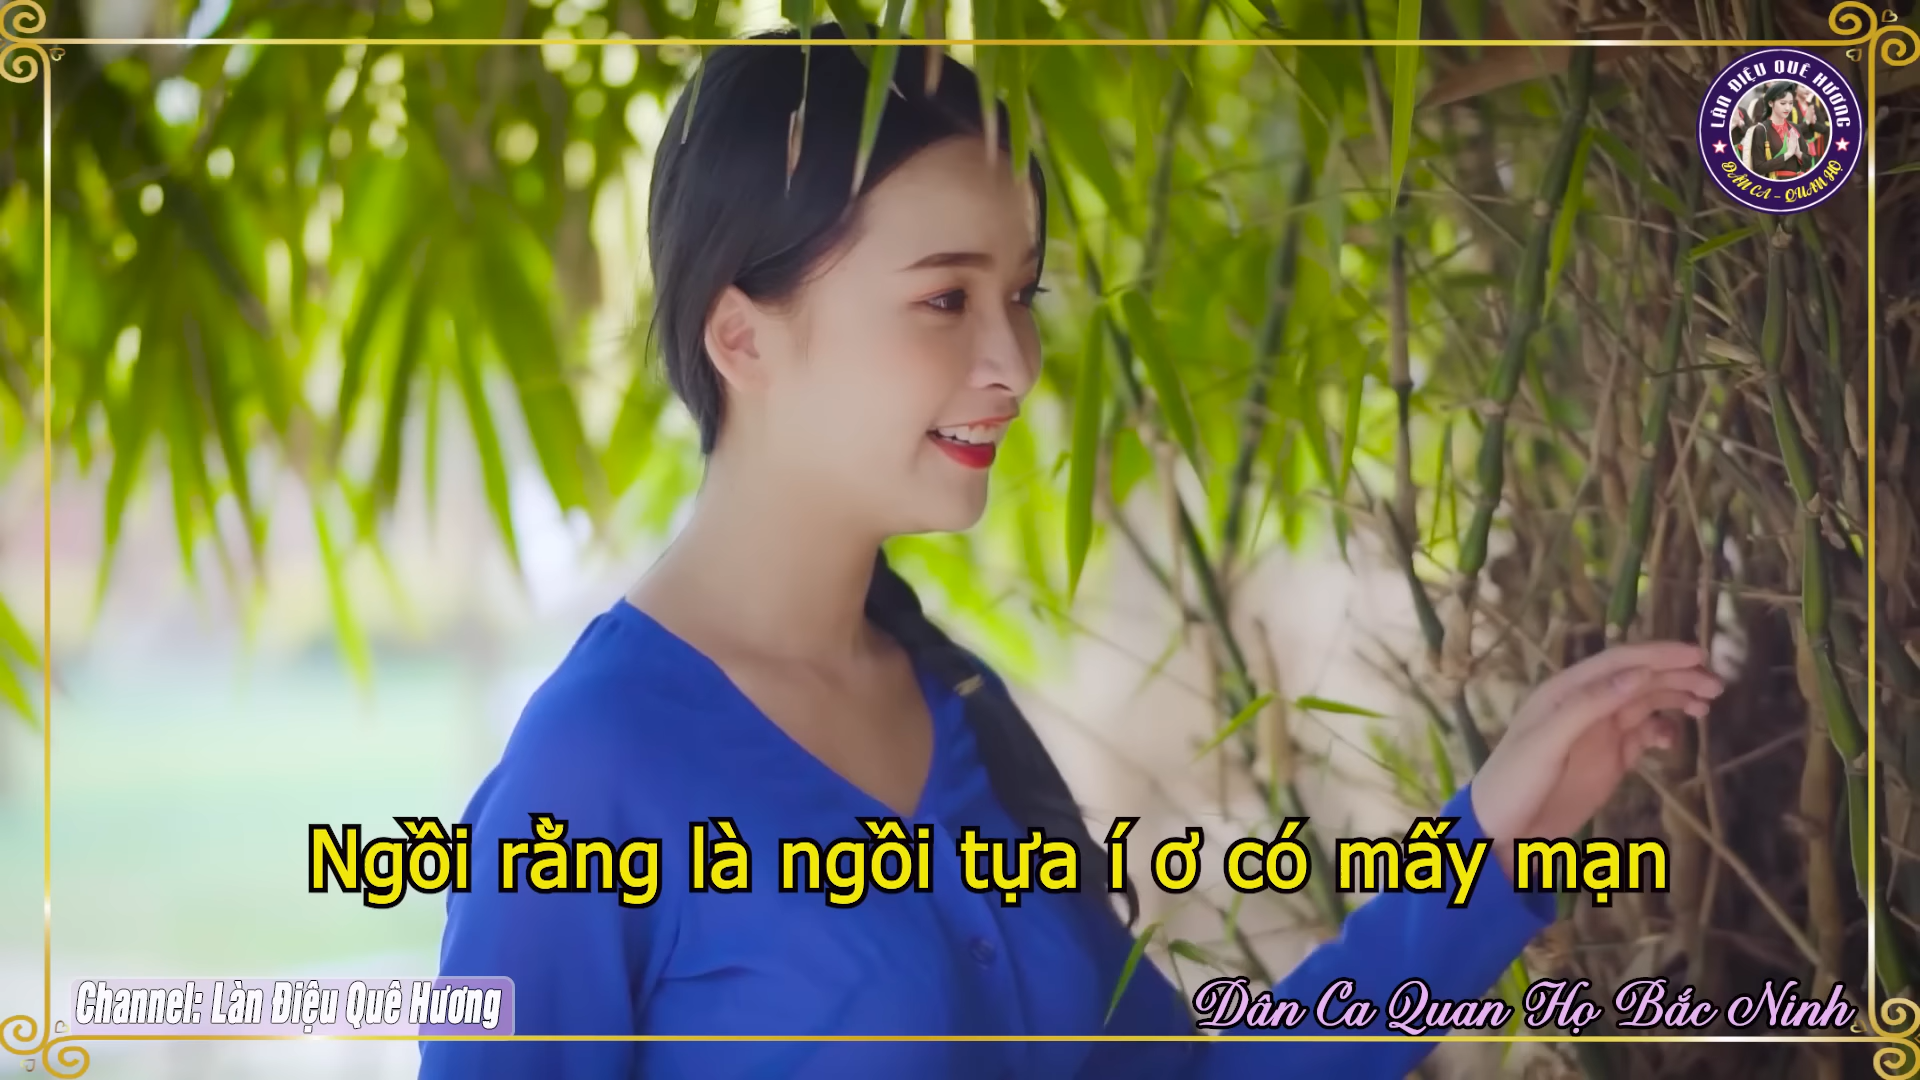 LÀN ĐIỆU QUÊ HƯƠNG
DÂN CA - QUAN HỌ
Ngồi rằng là ngồi tựa í ơ có mấy mạn
Channel: Làn Điệu Quê Hương
Dân Ca Quan Họ Bắc Ninh